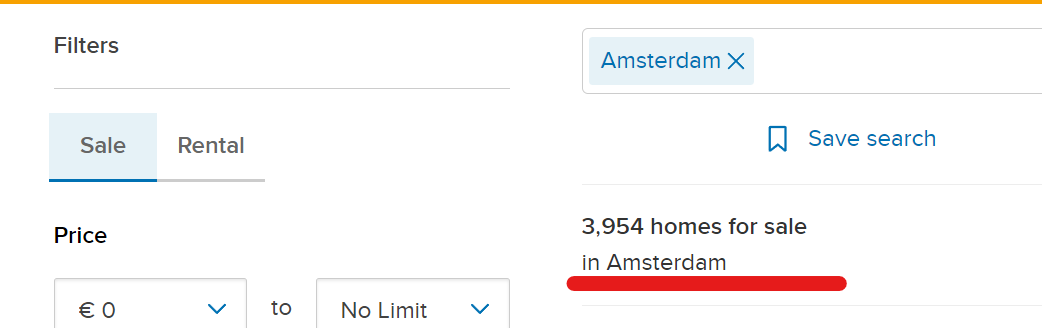 Filters
Sale
Rental
Price
€ 0
to
No Limit
Amsterdam
Save search
3,954 homes for sale
in Amsterdam